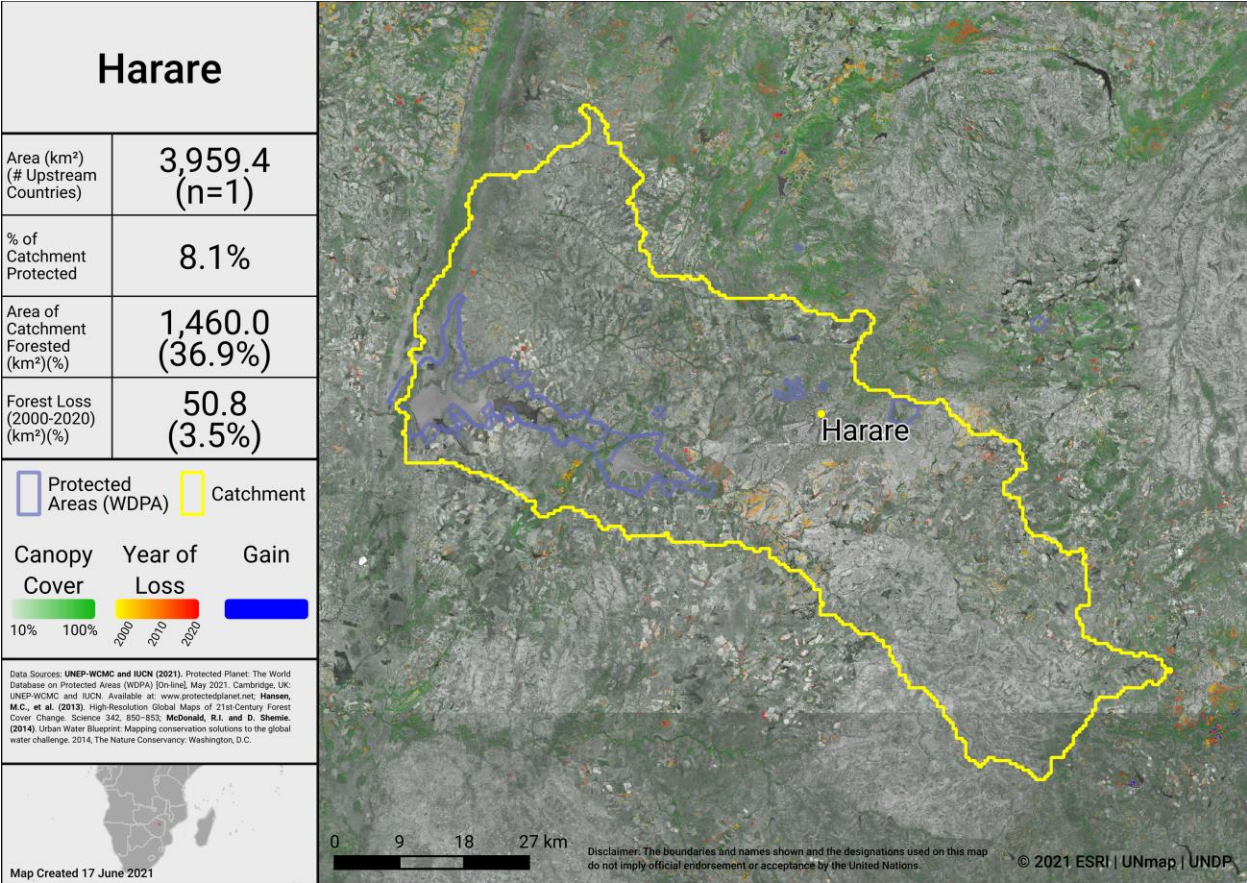 Harare
Area (km²)
(# Upstream
Countries)
3,959.4
(n=1)
% of
Catchment
Protected
8.1%
Area of
Catchment
Forested
(km²)(%)
1,460.0
(36.9%)
Forest Loss
(2000-2020)
(km²)(%)
50.8
(3.5%)
Protected
Areas (WDPA)
Catchment
Canopy
Cover
10% 100%
Year of
Loss
2000 2010 2020
Gain
Data Sources: UNEP-WCMC and IUCN (2021). Protected Planet: The World
Database on Protected Areas (WDPA) [On-line], May 2021. Cambridge, UK:
UNEP-WCMC and IUCN. Available at: www.protectedplanet.net; Hansen,
M.C., et al. (2013). High-Resolution Global Maps of 21st-Century Forest
Cover Change. Science 342, 850–853; McDonald, R.I. and D. Shemie.
(2014). Urban Water Blueprint: Mapping conservation solutions to the global
water challenge. 2014, The Nature Conservancy: Washington, D.C.
Map Created 17 June 2021
Harare
0 9 18 27 km
Disclaimer: The boundaries and names shown and the designations used on this map
do not imply official endorsement or acceptance by the United Nations.
© 2021 ESRI | UNmap | UNDP